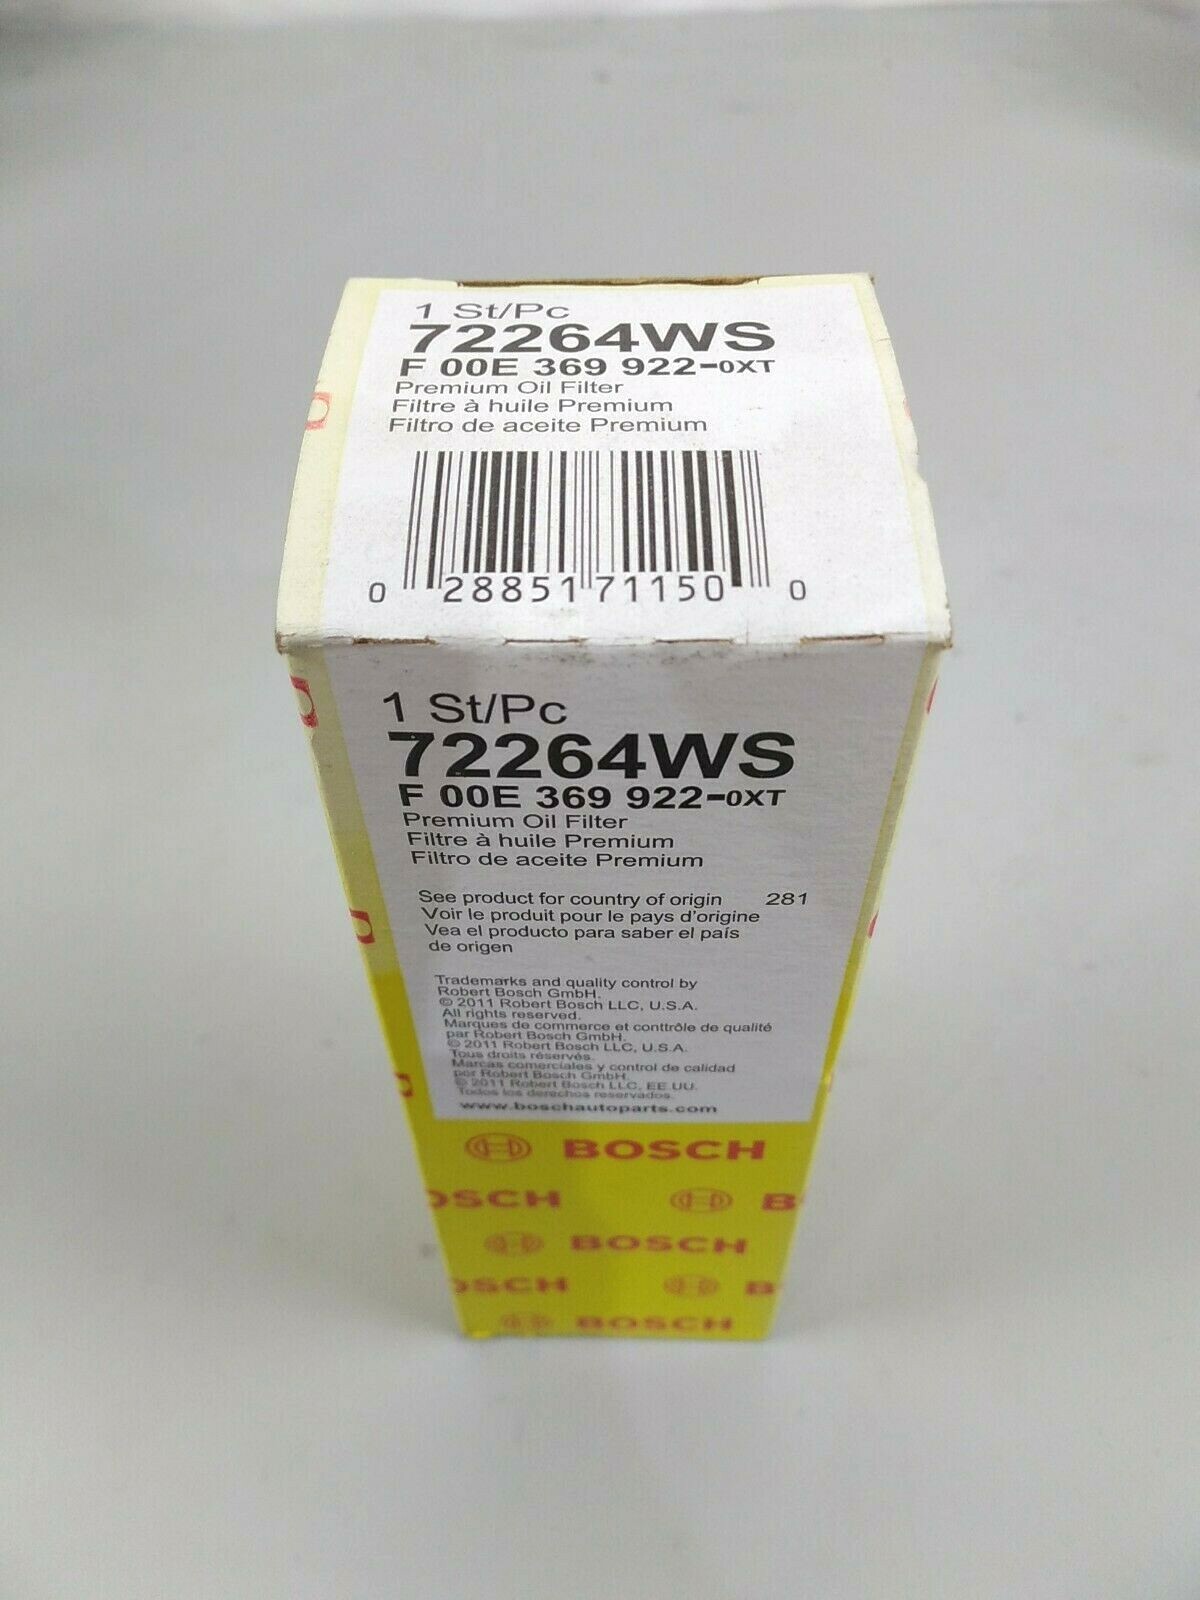 1 St/Pc
72264WS
F 00E 369 922-0XT
Premium Oil Filter
Filtre à huile Premium
Filtro de aceite Premium
0 28851 71150 0
1 St/Pc
72264WS
F 00E 369 922-0XT
Premium Oil Filter
Filtre à huile Premium
Filtro de aceite Premium
See product for country of origin 281
Voir le produit pour le pays d'origine
Vea el producto para saber el país
de origen
Trademarks and quality control by
Robert Bosch GmbH.
© 2011 Robert Bosch LLC, U.S.A.
All rights reserved.
Marques de commerce et conttrôle de qualité
par Robert Bosch GmbH.
© 2011 Robert Bosch LLC, U.S.A.
Tous droits réservés.
Marcas comerciales y control de calidad
por Robert Bosch GmbH.
© 2011 Robert Bosch LLC, EE.UU.
Todos los derechos reservados.
www.boschautoparts.com
BOSCH
OSCH B
BOSCH
OSCH B
BOSCH